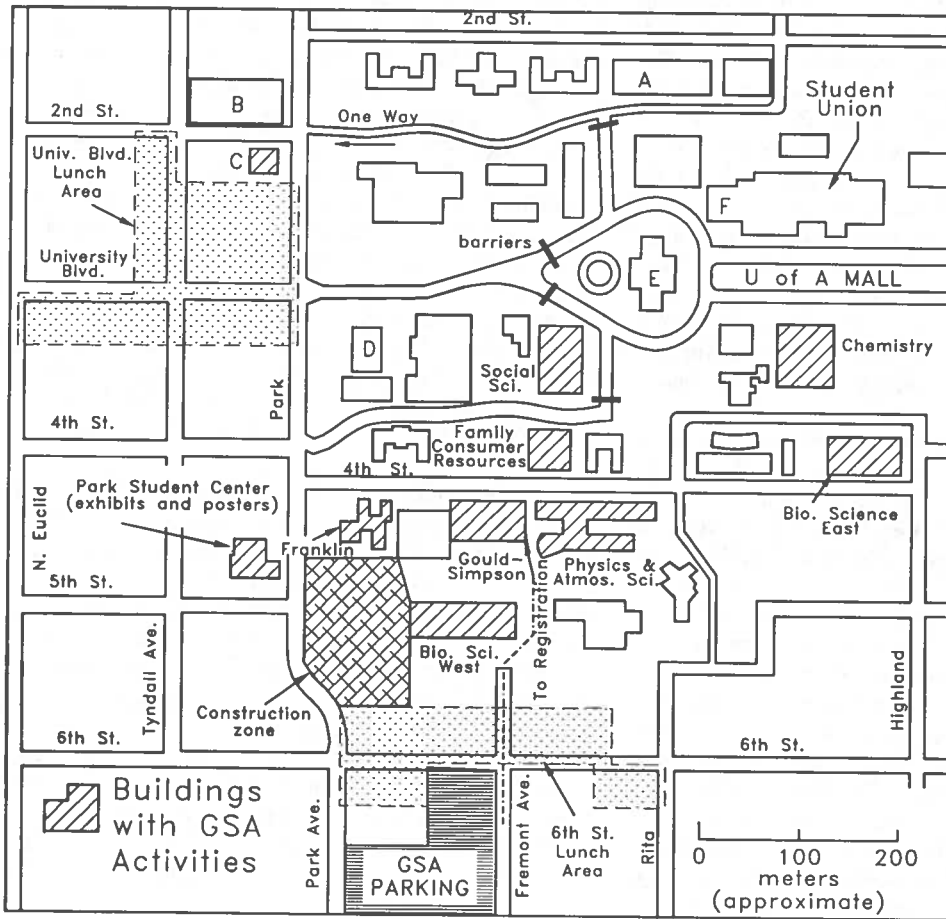 2nd St.
A
B
Student
Union
2nd St.
One Way
Univ. Blvd.
Lunch
Area
C
F
University
Blvd.
barriers
E
U of A MALL
D
Social
Sci.
Chemistry
Park
4th St.
Family
Consumer
Resources
4th St.
N. Euclid
Park Student Center
(exhibits and posters)
Franklin
Gould-
Simpson
Physics &
Atmos. Sci.
Bio. Science
East
5th St.
To Registration
Bio. Sci.
West
Tyndall Ave.
Highland
Construction
zone
6th St.
6th St.
Buildings
with GSA
Activities
Park Ave.
GSA
PARKING
Fremont Ave.
6th St.
Lunch
Area
Rita
0 100 200
meters
(approximate)